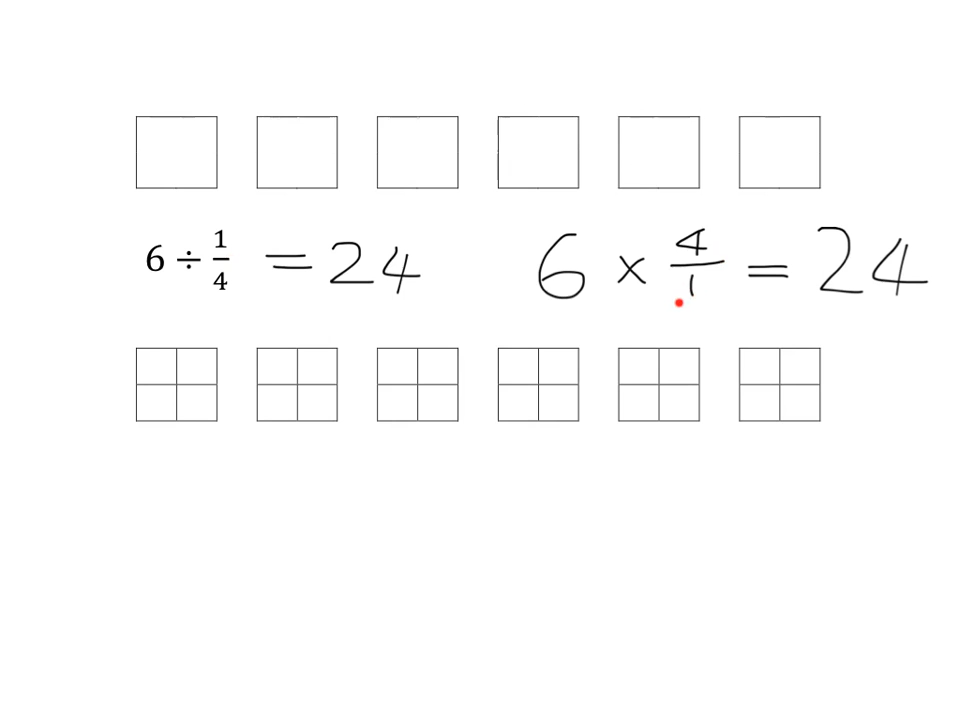 6 ÷ 1/4 = 24 6 × 4/1 = 24